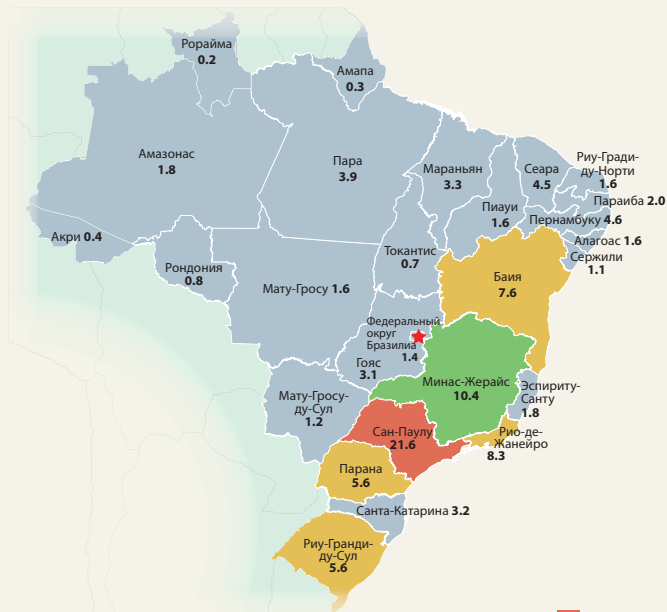 Рорайма
0.2
Амапа
0.3
Амазонас
1.8
Пара
3.9
Мараньян
3.3
Сеара
4.5
Риу-Гради-
ду-Норти
1.6
Параиба 2.0
Пиауи
1.6
Пернамбуку 4.6
Алагоас 1.6
Сержили
1.1
Акри 0.4
Рондония
0.8
Токантис
0.7
Мату-Гросу 1.6
Баия
7.6
Федеральный
округ
Бразилиа
1.4
Гояс
3.1
Минас-Жерайс
10.4
Эспириту-
Санту
1.8
Мату-Гросу-
ду-Сул
1.2
Сан-Паулу
21.6
Рио-де-
Жанейро
8.3
Парана
5.6
Санта-Катарина 3.2
Риу-Гранди-
ду-Сул
5.6